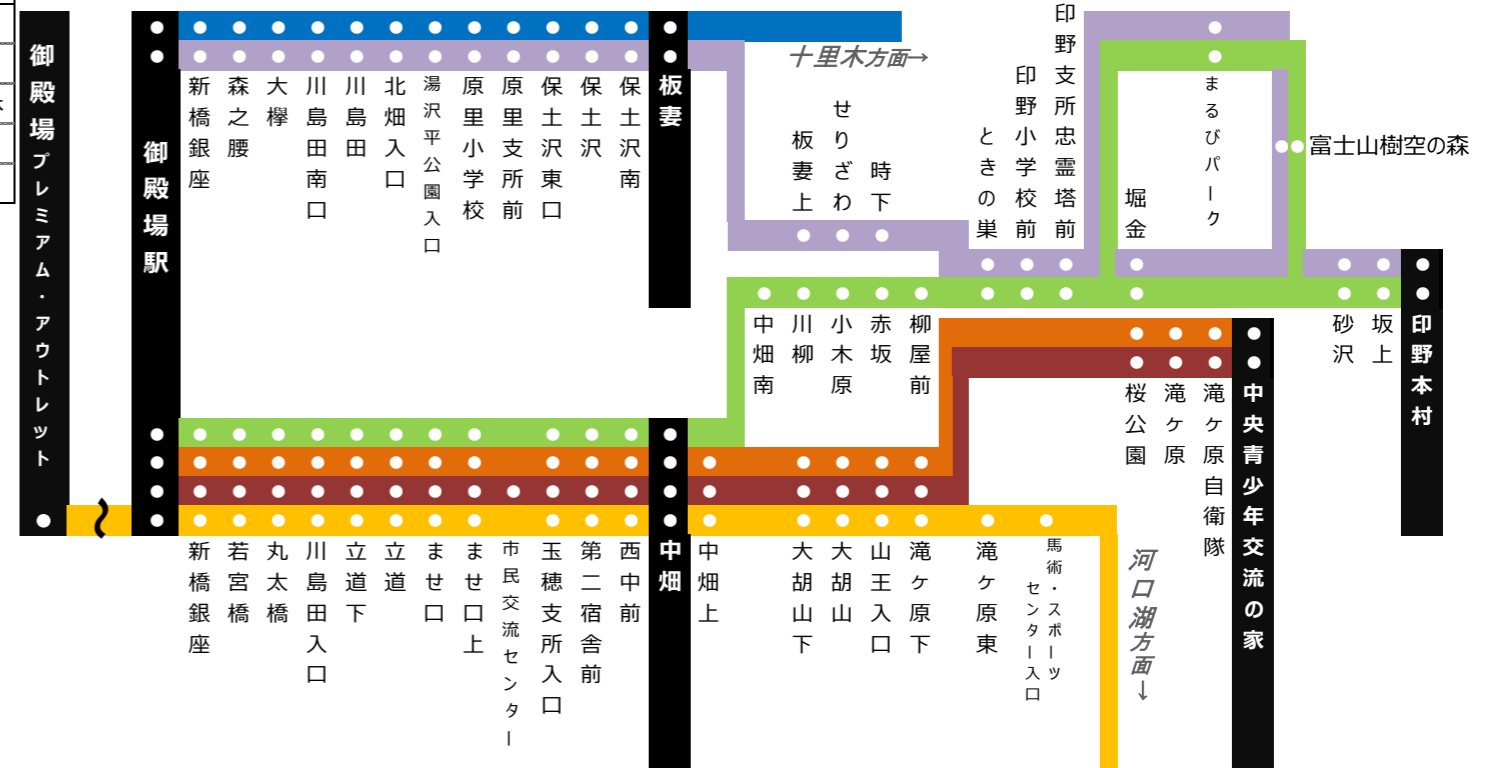 御殿場プレミアム・アウトレット
御殿場駅
新橋銀座
森之腰
大欅
川島田南口
川島田
北畑入口
湯沢平公園入口
原里小学校
原里支所前
保土沢東口
保土沢
保土沢南
板妻
十里木方面→
板妻上
せりざわ
時下
ときの巣
印野小学校前
印野支所忠霊塔前
堀金
まるびパーク
富士山樹空の森
中畑南
川柳
小木原
赤坂
柳屋前
砂沢
坂上
印野本村
桜公園
滝ヶ原
滝ヶ原自衛隊
中央青少年交流の家
新橋銀座
若宮橋
丸太橋
川島田入口
立道下
立道
ませ口
ませ口上
市民交流センター
玉穂支所入口
第二宿舎前
西中前
中畑
中畑上
大胡山下
大胡山
山王入口
滝ヶ原下
滝ヶ原東
馬術・スポーツ
センター入口
河口湖方面→